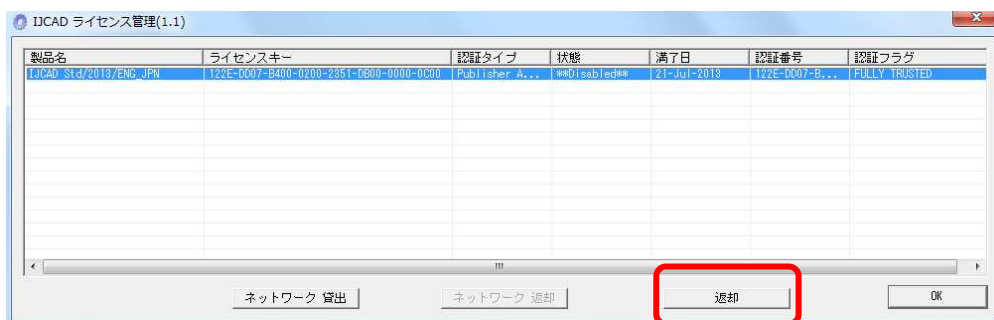 IJCAD ライセンス管理(1.1)
製品名 ライセンスキー 認証タイプ 状態 満了日 認証番号 認証フラグ
IJCAD Std/2013/ENG_JPN 122E-DD07-B400-0200-2351-DB00-0000-0C00 Publisher A... **Disabled** 21-Jul-2013 122E-DD07-B... FULLY TRUSTED
ネットワーク 貸出 ネットワーク 返却 返却 OK